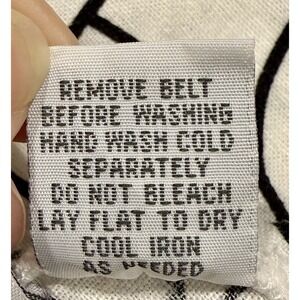 REMOVE BELT
BEFORE WASHING
HAND WASH COLD
SEPARATELY
DO NOT BLEACH
LAY FLAT TO DRY
COOL IRON
AS NEEDED